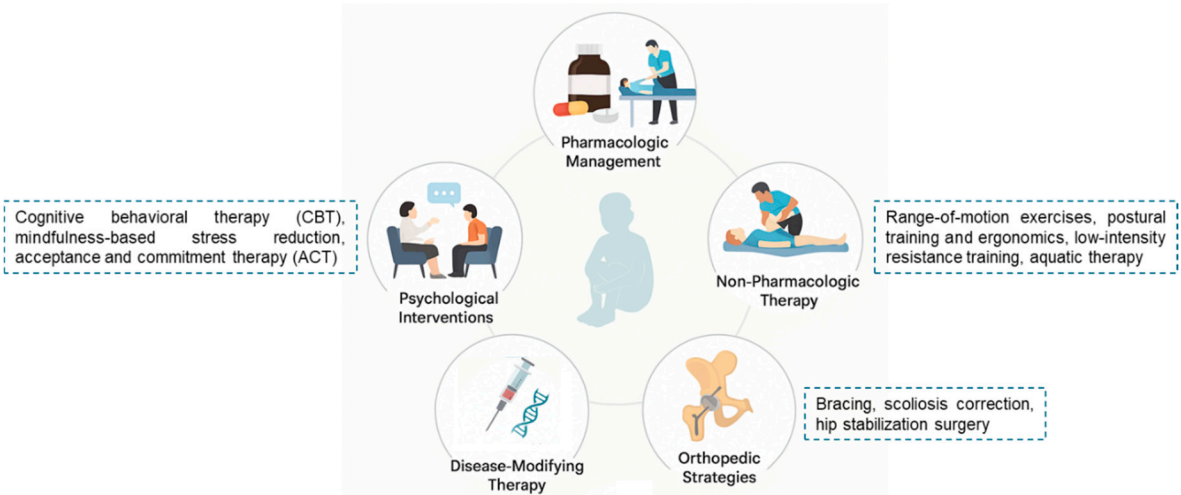 Pharmacologic
Management
Cognitive behavioral therapy (CBT),
mindfulness-based stress reduction,
acceptance and commitment therapy (ACT)
Psychological
Interventions
Range-of-motion exercises, postural
training and ergonomics, low-intensity
resistance training, aquatic therapy
Non-Pharmacologic
Therapy
Disease-Modifying
Therapy
Orthopedic
Strategies
Bracing, scoliosis correction,
hip stabilization surgery